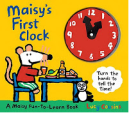 Maisy's
First
Clock
Turn the
hands to
tell the
Time!
A Maisy Fun-To-Learn Book